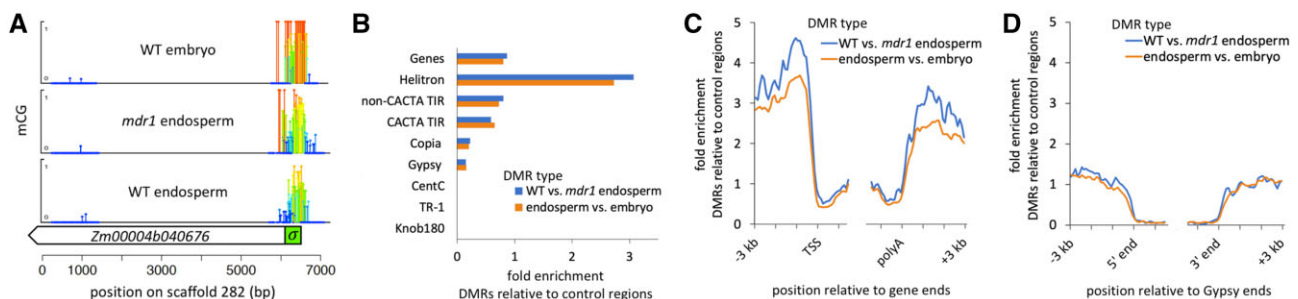 A
1
WT embryo
0
1
mdr1 endosperm
mCG
0
1
WT endosperm
0
Zm00004b040676
σ
0 1000 2000 3000 4000 5000 6000 7000
position on scaffold 282 (bp)
B
Genes
Helitron
non-CACTA TIR
CACTA TIR
Copia
Gypsy
CentC
TR-1
Knob180
DMR type
WT vs. mdr1 endosperm
endosperm vs. embryo
0 1 2 3
fold enrichment
DMRs relative to control regions
C
DMR type
WT vs. mdr1 endosperm
endosperm vs. embryo
fold enrichment
DMRs relative to control regions
5
4
3
2
1
0
-3 kb
TSS
polyA
+3 kb
position relative to gene ends
D
DMR type
WT vs. mdr1 endosperm
endosperm vs. embryo
fold enrichment
DMRs relative to control regions
5
4
3
2
1
0
-3 kb
5' end
3' end
+3 kb
position relative to Gypsy ends